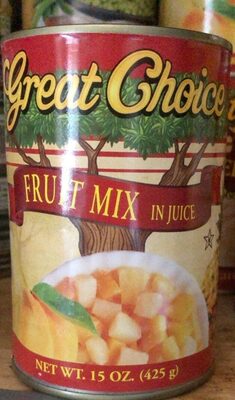 Great Choice
FRUIT MIX IN JUICE
NET WT. 15 OZ. (425 g)